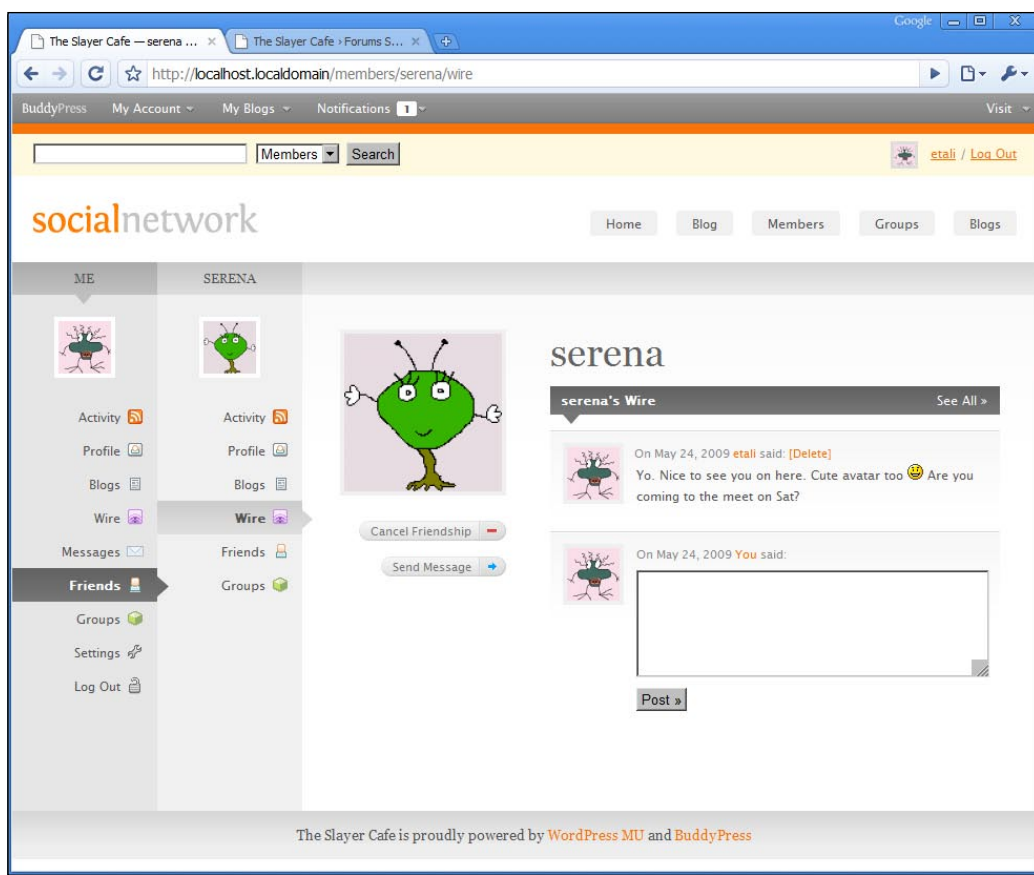 Google
The Slayer Cafe — serena ...
The Slayer Cafe › Forums S...
http://localhost.localdomain/members/serena/wire
BuddyPress My Account My Blogs Notifications 1 Visit
Members Search etali / Log Out
socialnetwork
Home Blog Members Groups Blogs
ME
Activity
Profile
Blogs
Wire
Messages
Friends
Groups
Settings
Log Out
SERENA
Activity
Profile
Blogs
Wire
Friends
Groups
Cancel Friendship
Send Message
serena
serena's Wire See All »
On May 24, 2009 etali said: [Delete]
Yo. Nice to see you on here. Cute avatar too Are you
coming to the meet on Sat?
On May 24, 2009 You said:
Post »
The Slayer Cafe is proudly powered by WordPress MU and BuddyPress